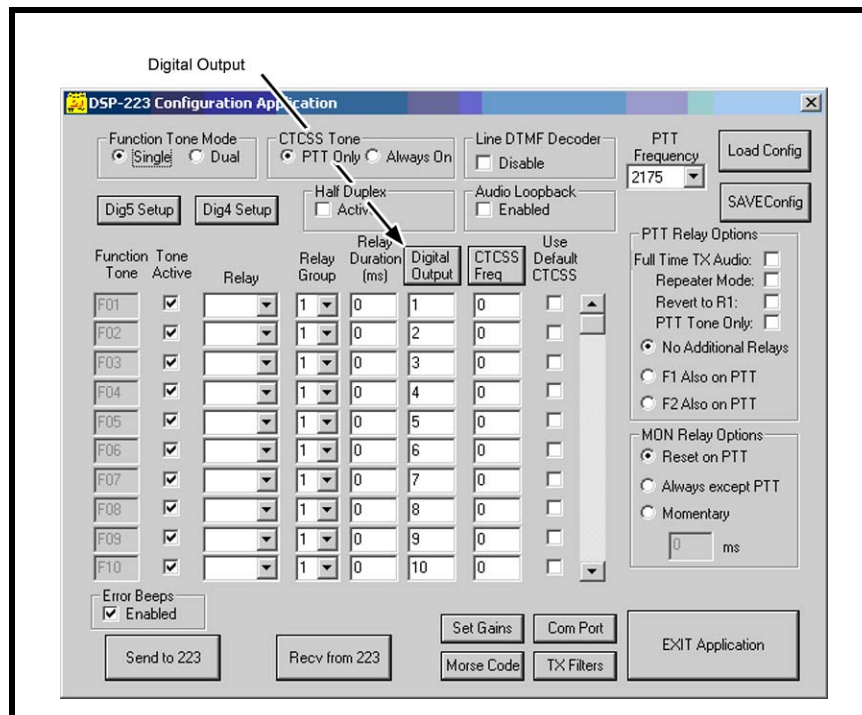 Digital Output
DSP-223 Configuration Application
Function Tone Mode
Single Dual
CTCSS Tone
PTT Only Always On
Line DTMF Decoder
Disable
PTT Frequency
2175
Load Config
SAVEConfig
Dig5 Setup Dig4 Setup
Half Duplex
Active
Audio Loopback
Enabled
Function Tone
Tone Active
Relay
Relay Group
Relay Duration (ms)
Digital Output
CTCSS Freq
Use Default CTCSS
F01 1 0 1 0
F02 1 0 2 0
F03 1 0 3 0
F04 1 0 4 0
F05 1 0 5 0
F06 1 0 6 0
F07 1 0 7 0
F08 1 0 8 0
F09 1 0 9 0
F10 1 0 10 0
PTT Relay Options
Full Time TX Audio:
Repeater Mode:
Revert to R1:
PTT Tone Only:
No Additional Relays
F1 Also on PTT
F2 Also on PTT
MON Relay Options
Reset on PTT
Always except PTT
Momentary
0 ms
Error Beeps
Enabled
Send to 223
Recv from 223
Set Gains
Com Port
Morse Code
TX Filters
EXIT Application